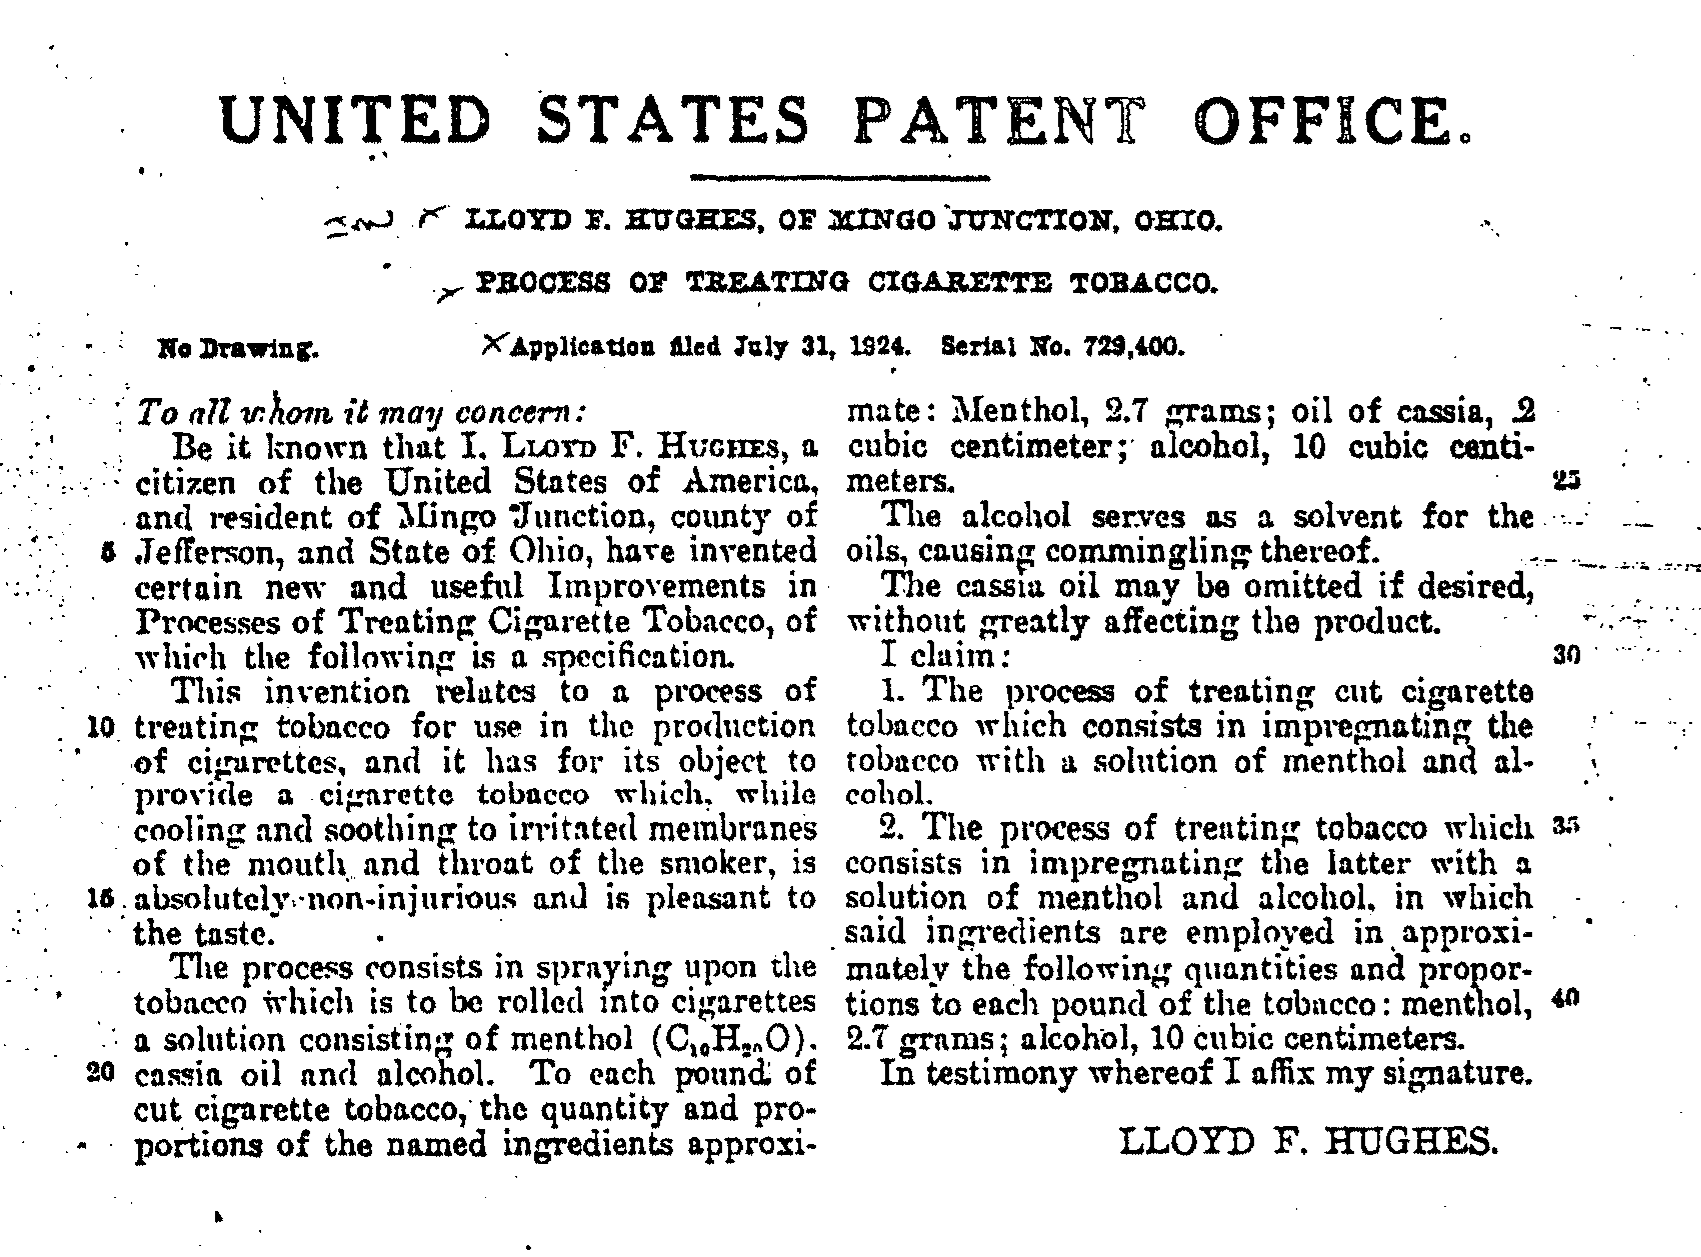 UNITED STATES PATENT OFFICE.
LLOYD F. HUGHES, OF MINGO JUNCTION, OHIO.
PROCESS OF TREATING CIGARETTE TOBACCO.
No Drawing. Application filed July 31, 1924. Serial No. 729,400.
To all whom it may concern:
Be it known that I, LLOYD F. HUGHES, a
citizen of the United States of America,
and resident of Mingo Junction, county of
5 Jefferson, and State of Ohio, have invented
certain new and useful Improvements in
Processes of Treating Cigarette Tobacco, of
which the following is a specification.
This invention relates to a process of
10 treating tobacco for use in the production
of cigarettes, and it has for its object to
provide a cigarette tobacco which, while
cooling and soothing to irritated membranes
of the mouth and throat of the smoker, is
15 absolutely non-injurious and is pleasant to
the taste.
The process consists in spraying upon the
tobacco which is to be rolled into cigarettes
a solution consisting of menthol (C₁₀H₂₀O),
20 cassia oil and alcohol. To each pound of
cut cigarette tobacco, the quantity and pro-
portions of the named ingredients approxi-
mate: Menthol, 2.7 grams; oil of cassia, .2
cubic centimeter; alcohol, 10 cubic centi-
meters. 25
The alcohol serves as a solvent for the
oils, causing commingling thereof.
The cassia oil may be omitted if desired,
without greatly affecting the product.
I claim: 30
1. The process of treating cut cigarette
tobacco which consists in impregnating the
tobacco with a solution of menthol and al-
cohol.
2. The process of treating tobacco which 35
consists in impregnating the latter with a
solution of menthol and alcohol, in which
said ingredients are employed in approxi-
mately the following quantities and propor-
tions to each pound of the tobacco: menthol, 40
2.7 grams; alcohol, 10 cubic centimeters.
In testimony whereof I affix my signature.
LLOYD F. HUGHES.